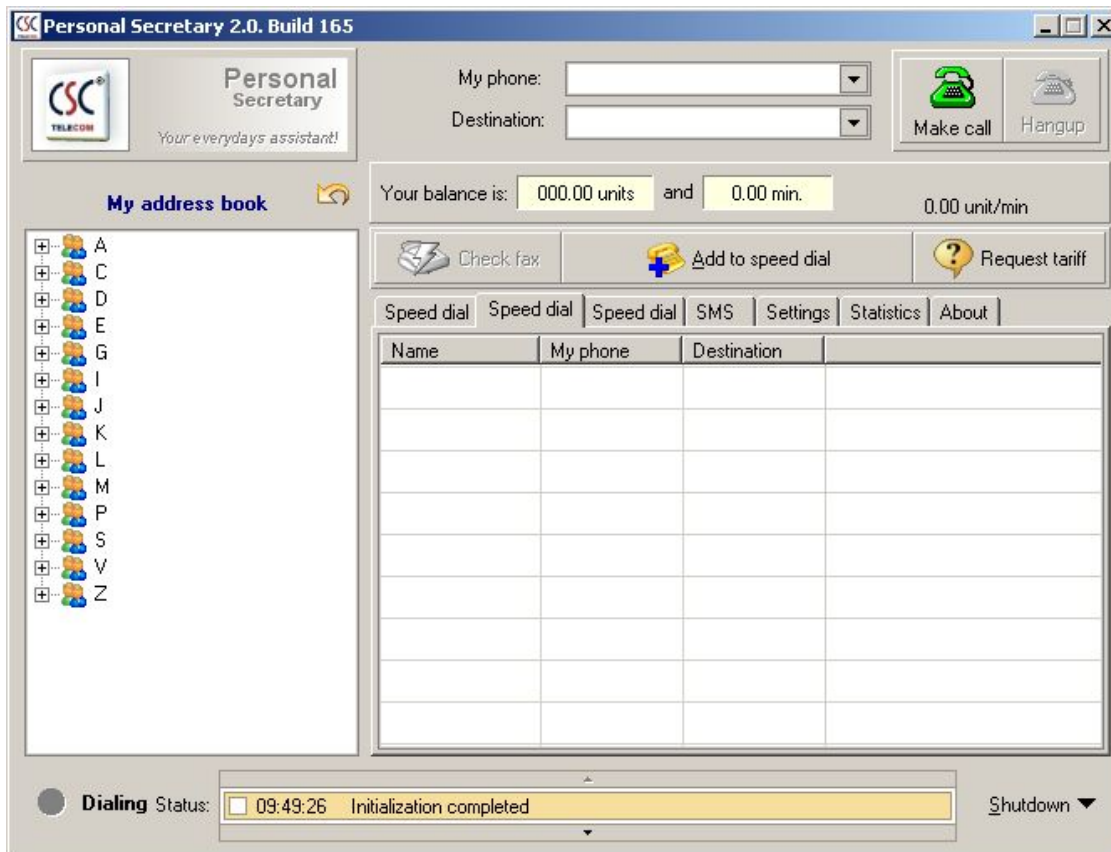 Personal Secretary 2.0. Build 165
CSC®
TELECOM
Personal
Secretary
Your everydays assistant!
My phone:
Destination:
Make call
Hangup
My address book
Your balance is: 000.00 units and 0.00 min. 0.00 unit/min
Check fax Add to speed dial Request tariff
Speed dial Speed dial Speed dial SMS Settings Statistics About
Name My phone Destination
A
C
D
E
G
I
J
K
L
M
P
S
V
Z
Dialing Status: 09:49:26 Initialization completed Shutdown